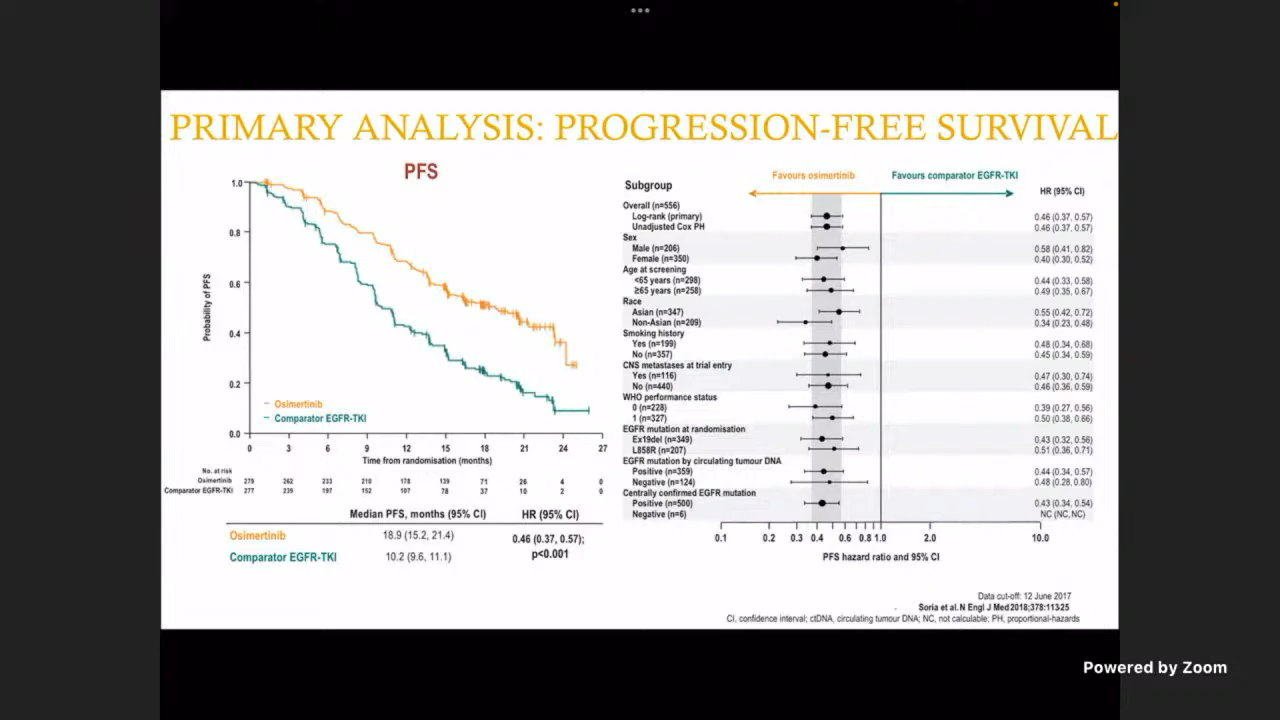 PRIMARY ANALYSIS: PROGRESSION-FREE SURVIVAL
PFS
1.0
0.8
0.6
0.4
0.2
0.0
Probability of PFS
Osimertinib
Comparator EGFR-TKI
0 3 6 9 12 15 18 21 24 27
Time from randomisation (months)
No. at risk
Osimertinib 279 262 233 210 178 139 71 26 4 0
Comparator EGFR-TKI 277 239 197 152 107 78 37 10 2 0
Median PFS, months (95% CI) HR (95% CI)
Osimertinib 18.9 (15.2, 21.4) 0.46 (0.37, 0.57);
Comparator EGFR-TKI 10.2 (9.6, 11.1) p<0.001
Favours osimertinib Favours comparator EGFR-TKI
Subgroup HR (95% CI)
Overall (n=556)
Log-rank (primary) 0.46 (0.37, 0.57)
Unadjusted Cox PH 0.46 (0.37, 0.57)
Sex
Male (n=206) 0.58 (0.41, 0.82)
Female (n=350) 0.40 (0.30, 0.52)
Age at screening
<65 years (n=298) 0.44 (0.33, 0.58)
≥65 years (n=258) 0.49 (0.35, 0.67)
Race
Asian (n=347) 0.55 (0.42, 0.72)
Non-Asian (n=209) 0.34 (0.23, 0.48)
Smoking history
Yes (n=199) 0.48 (0.34, 0.68)
No (n=357) 0.45 (0.34, 0.59)
CNS metastases at trial entry
Yes (n=116) 0.47 (0.30, 0.74)
No (n=440) 0.46 (0.36, 0.59)
WHO performance status
0 (n=228) 0.39 (0.27, 0.56)
1 (n=327) 0.50 (0.38, 0.66)
EGFR mutation at randomisation
Ex19del (n=349) 0.43 (0.32, 0.56)
L858R (n=207) 0.51 (0.36, 0.71)
EGFR mutation by circulating tumour DNA
Positive (n=359) 0.44 (0.34, 0.57)
Negative (n=124) 0.48 (0.28, 0.80)
Centrally confirmed EGFR mutation
Positive (n=500) 0.43 (0.34, 0.54)
Negative (n=6) NC (NC, NC)
0.1 0.2 0.3 0.4 0.6 0.8 1.0 2.0 10.0
PFS hazard ratio and 95% CI
Data cut-off: 12 June 2017
Soria et al. N Engl J Med 2018;378:113-25
CI, confidence interval; ctDNA, circulating tumour DNA; NC, not calculable; PH, proportional-hazards
Powered by Zoom